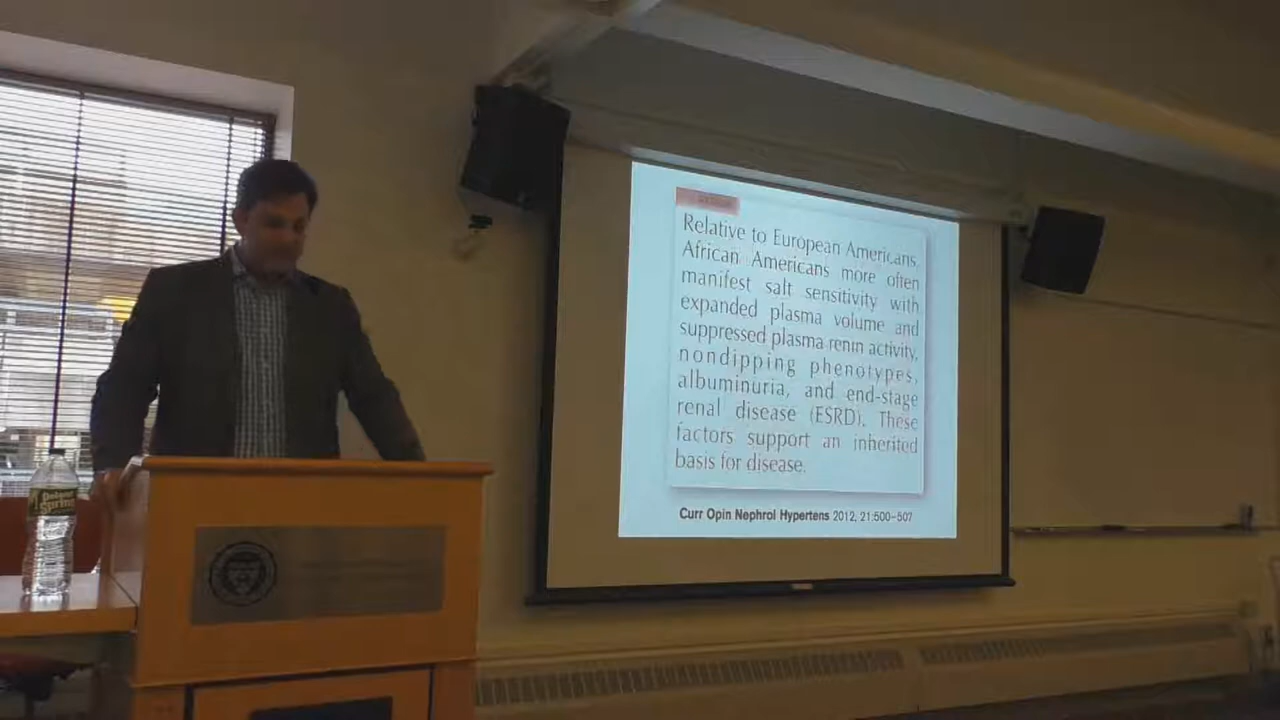 Relative to European Americans,
African Americans more often
manifest salt sensitivity with
expanded plasma volume and
suppressed plasma renin activity,
nondipping phenotypes,
albuminuria, and end-stage
renal disease (ESRD). These
factors support an inherited
basis for disease.
Curr Opin Nephrol Hypertens 2012, 21:500–507
Poland
Spring